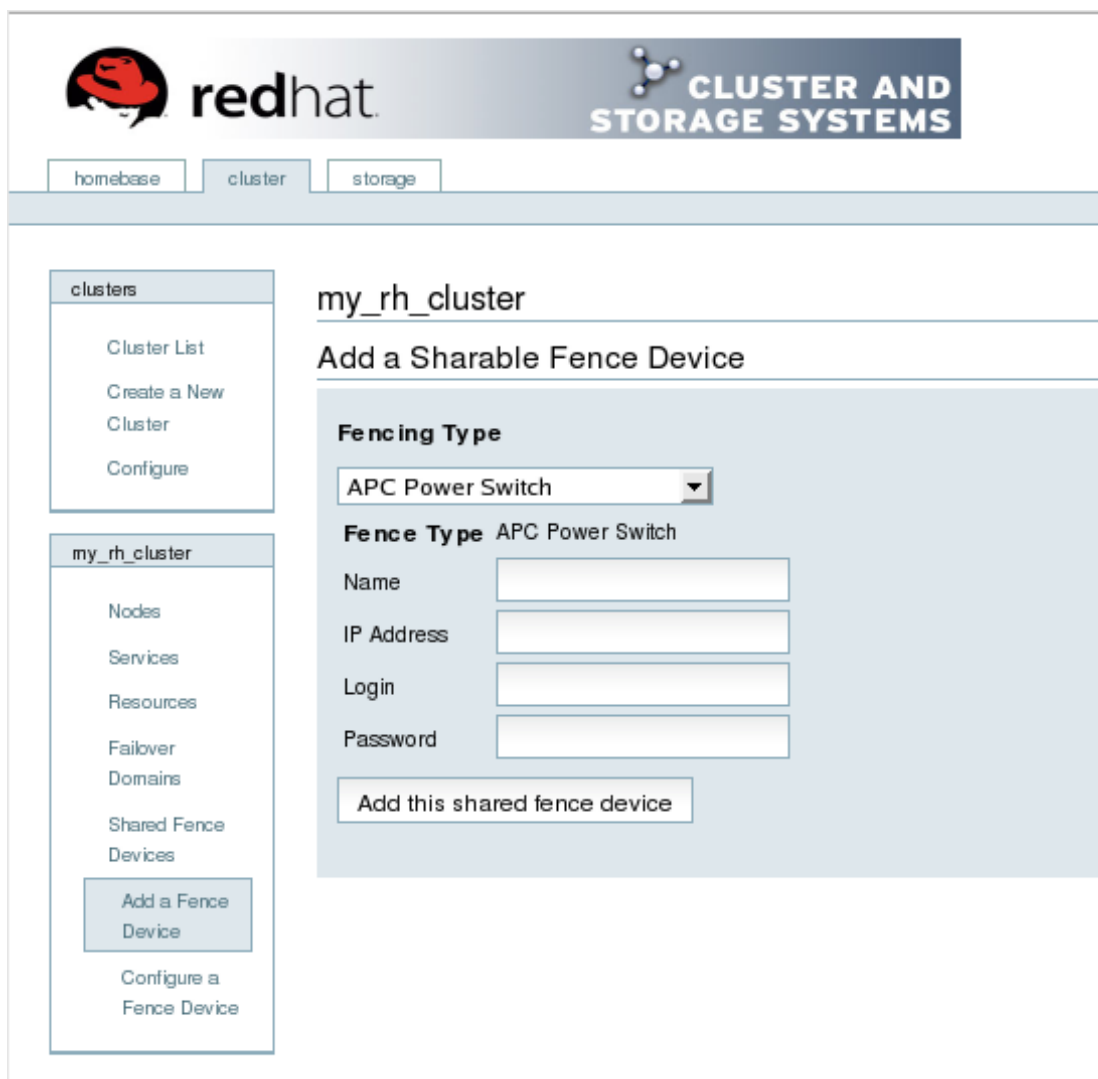 redhat.
CLUSTER AND
STORAGE SYSTEMS
homebase
cluster
storage
clusters
Cluster List
Create a New
Cluster
Configure
my_rh_cluster
Nodes
Services
Resources
Failover
Domains
Shared Fence
Devices
Add a Fence
Device
Configure a
Fence Device
my_rh_cluster
Add a Sharable Fence Device
Fencing Type
APC Power Switch
Fence Type APC Power Switch
Name
IP Address
Login
Password
Add this shared fence device